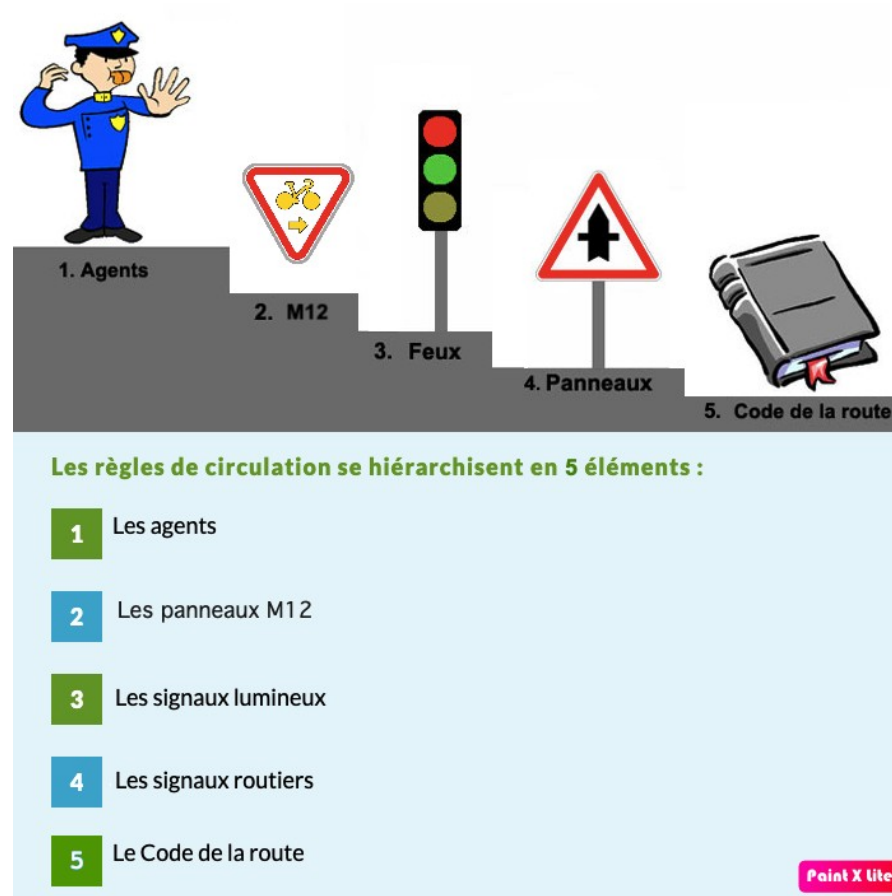 1. Agents
2. M12
3. Feux
4. Panneaux
5. Code de la route
Les règles de circulation se hiérarchisent en 5 éléments :
1 Les agents
2 Les panneaux M12
3 Les signaux lumineux
4 Les signaux routiers
5 Le Code de la route
Paint X Lite